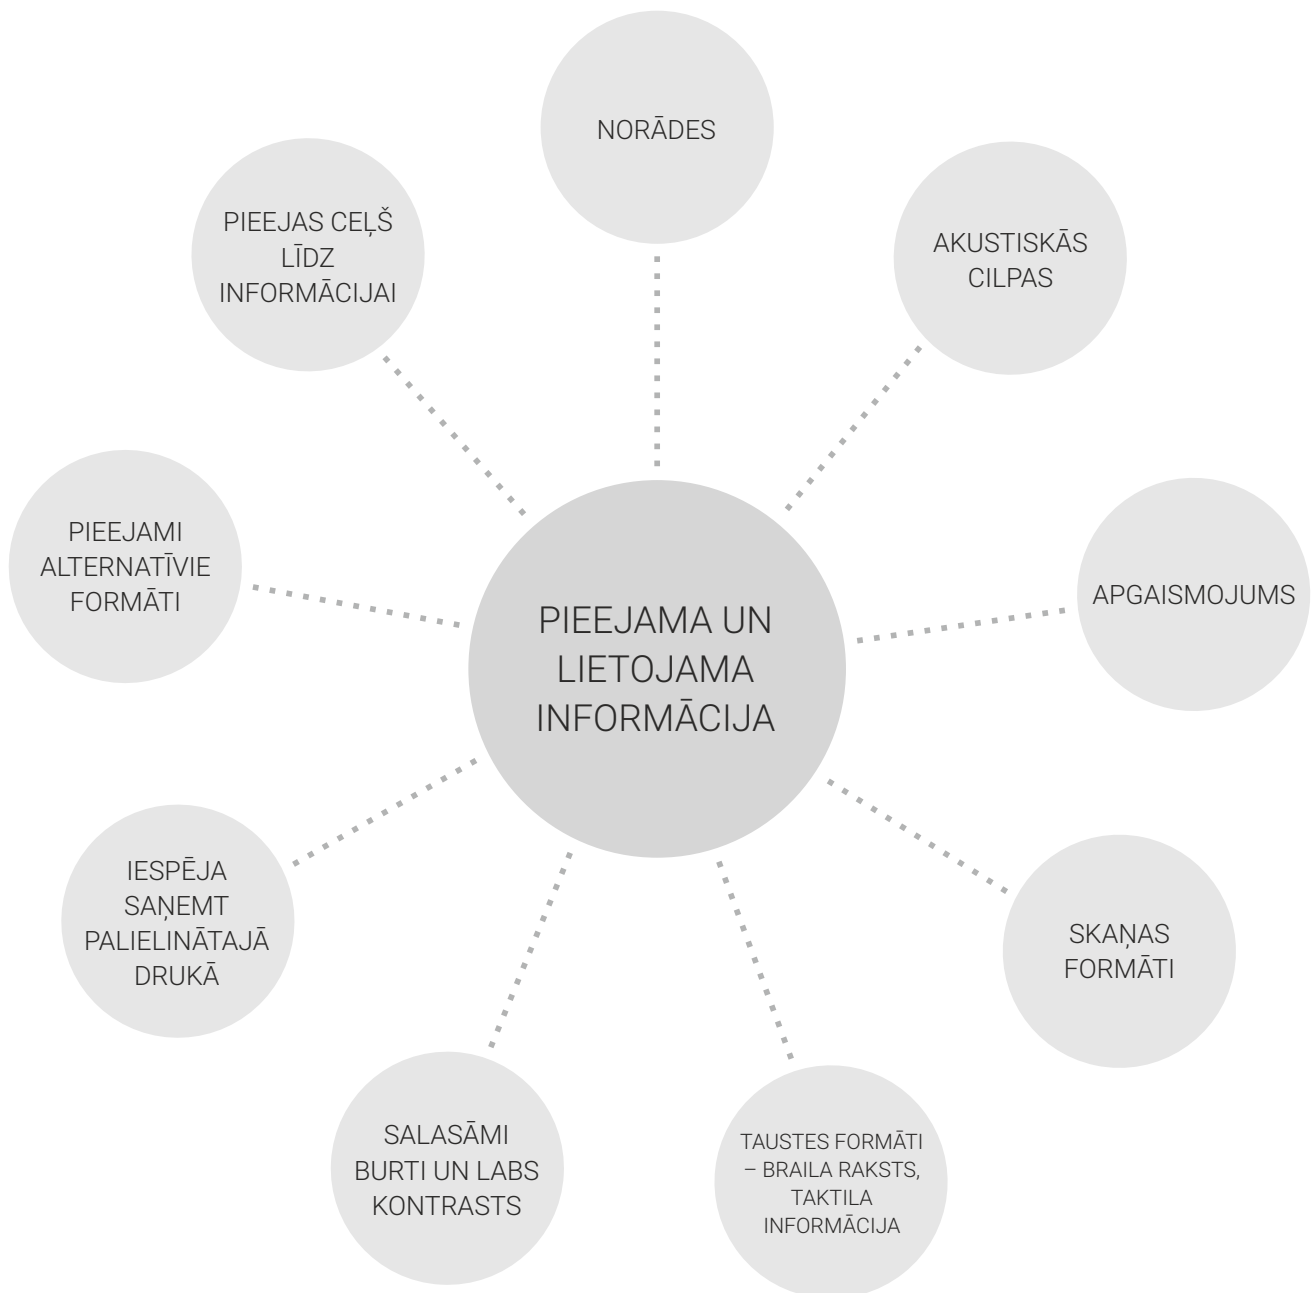 NORĀDES
PIEEJAS CEĻŠ
LĪDZ
INFORMĀCIJAI
AKUSTISKĀS
CILPAS
PIEEJAMI
ALTERNATĪVIE
FORMĀTI
APGAISMOJUMS
PIEEJAMA UN
LIETOJAMA
INFORMĀCIJA
IESPĒJA
SAŅEMT
PALIELINĀTAJĀ
DRUKĀ
SKAŅAS
FORMĀTI
SALASĀMI
BURTI UN LABS
KONTRASTS
TAUSTES FORMĀTI
– BRAILA RAKSTS,
TAKTILA
INFORMĀCIJA